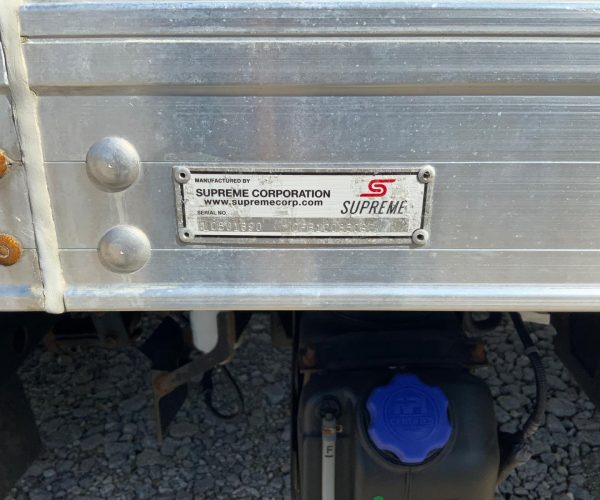 MANUFACTURED BY
SUPREME CORPORATION
www.supremecorp.com
SERIAL NO.
SUPREME
F